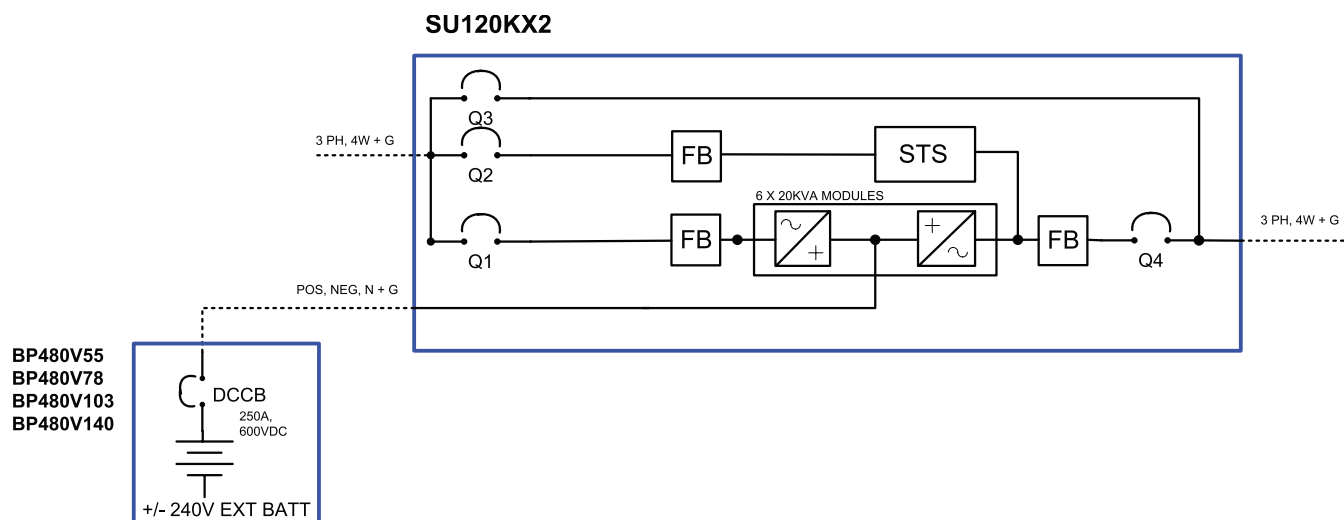 SU120KX2
Q3
3 PH, 4W + G
Q2
FB
STS
6 X 20KVA MODULES
Q1
FB
FB
Q4
3 PH, 4W + G
POS, NEG, N + G
BP480V55
BP480V78
BP480V103
BP480V140
DCCB
250A,
600VDC
+/- 240V EXT BATT